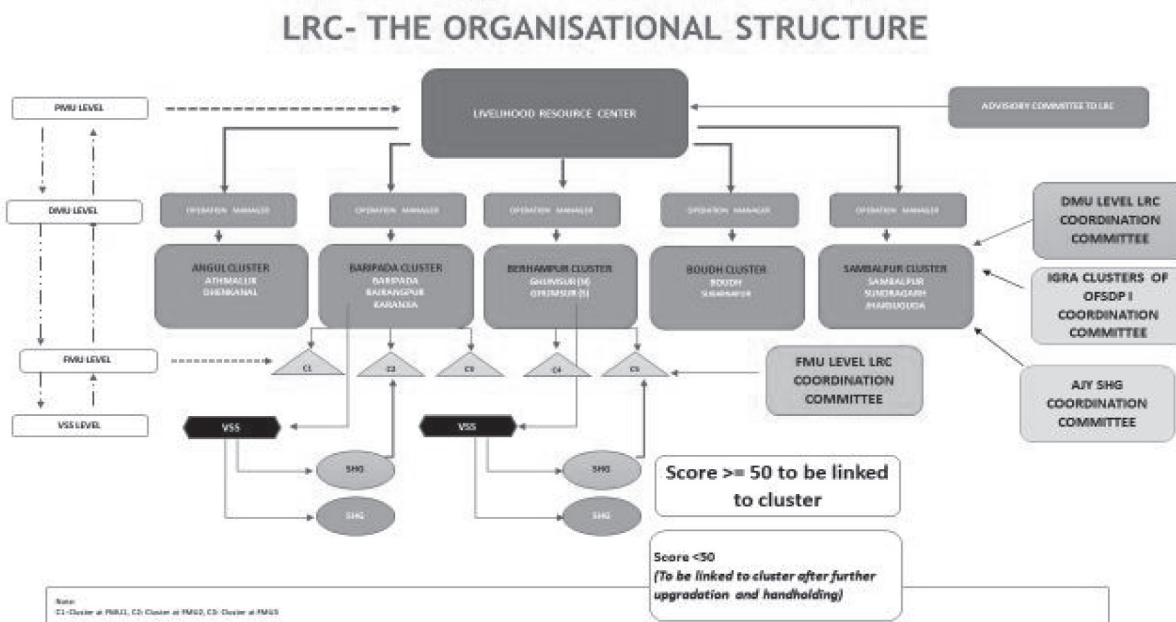 LRC- THE ORGANISATIONAL STRUCTURE
PMU LEVEL
LIVELIHOOD RESOURCE CENTER
ADVISORY COMMITTEE TO LRC
DMU LEVEL
OPERATION MANAGER
OPERATION MANAGER
OPERATION MANAGER
OPERATION MANAGER
OPERATION MANAGER
DMU LEVEL LRC
COORDINATION
COMMITTEE
ANGUL CLUSTER
ATHMALLIK
DHENKANAL
BARIPADA CLUSTER
BARIPADA
RAIRANGPUR
KARANJIA
BERHAMPUR CLUSTER
GHUMSUR (N)
GHUMSUR (S)
BOUDH CLUSTER
BOUDH
SUBARNAPUR
SAMBALPUR CLUSTER
SAMBALPUR
SUNDRAGARH
JHARSUGUDA
IGRA CLUSTERS OF
OFSDP I
COORDINATION
COMMITTEE
FMU LEVEL
C1
C2
C3
C4
C5
FMU LEVEL LRC
COORDINATION
COMMITTEE
AJY SHG
COORDINATION
COMMITTEE
VSS LEVEL
VSS
VSS
SHG
SHG
SHG
SHG
Score >= 50 to be linked
to cluster
Score <50
(To be linked to cluster after further
upgradation and handholding)
Note:
C1-Cluster at FMU1, C2: Cluster at FMU2, C3: Cluster at FMU3